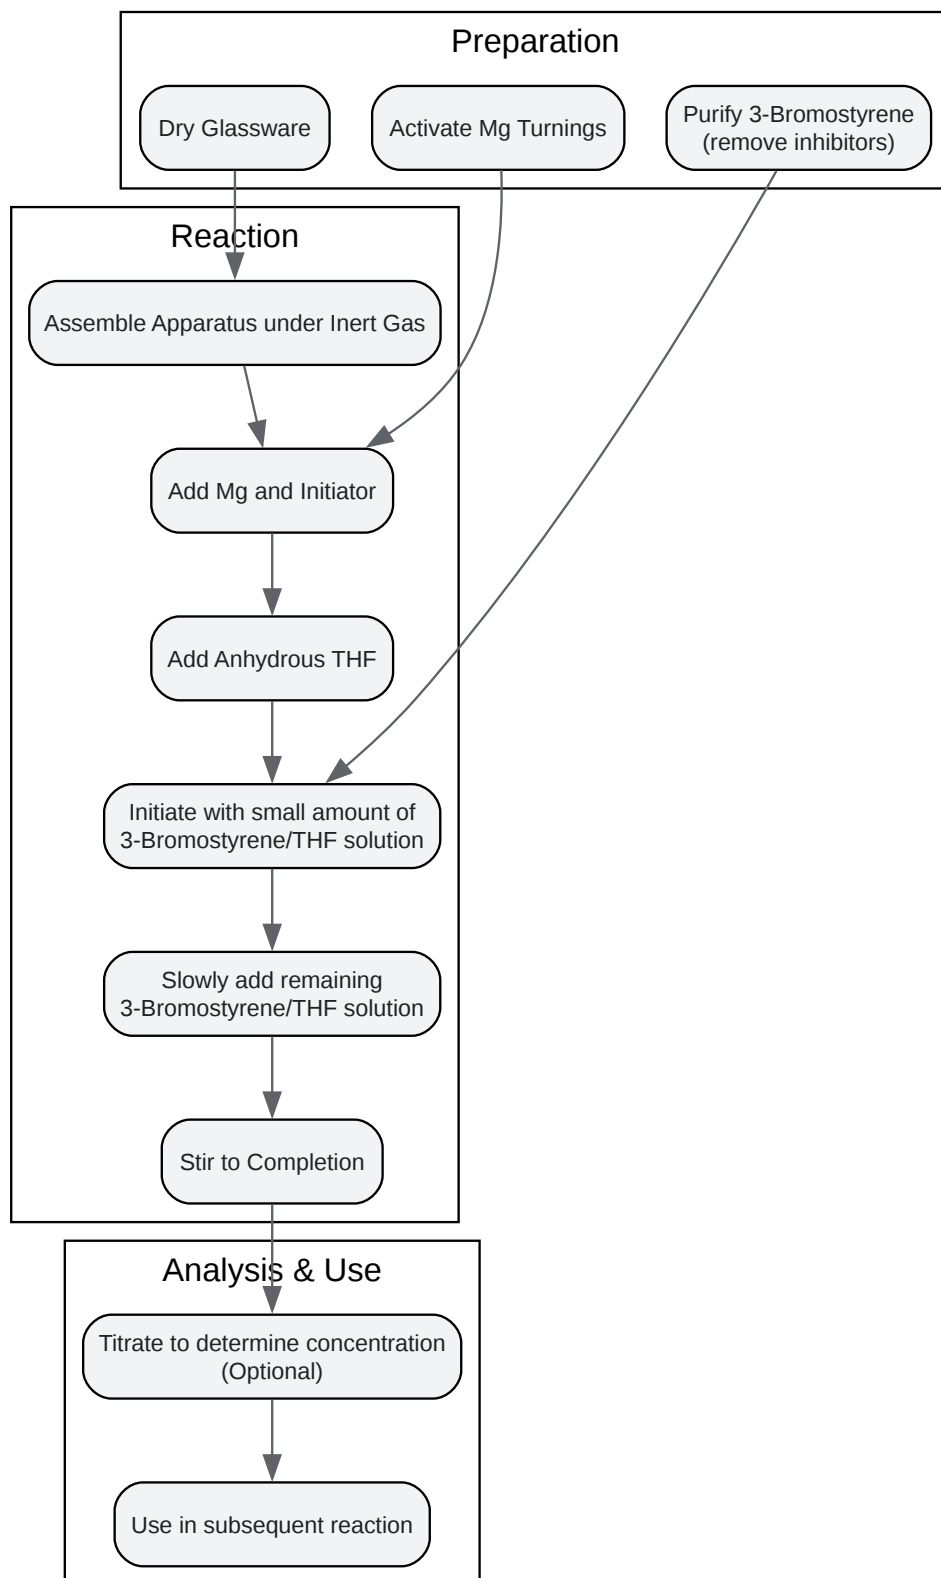 Preparation
Dry Glassware
Activate Mg Turnings
Purify 3-Bromostyrene
(remove inhibitors)
Reaction
Assemble Apparatus under Inert Gas
Add Mg and Initiator
Add Anhydrous THF
Initiate with small amount of
3-Bromostyrene/THF solution
Slowly add remaining
3-Bromostyrene/THF solution
Stir to Completion
Analysis & Use
Titrate to determine concentration
(Optional)
Use in subsequent reaction